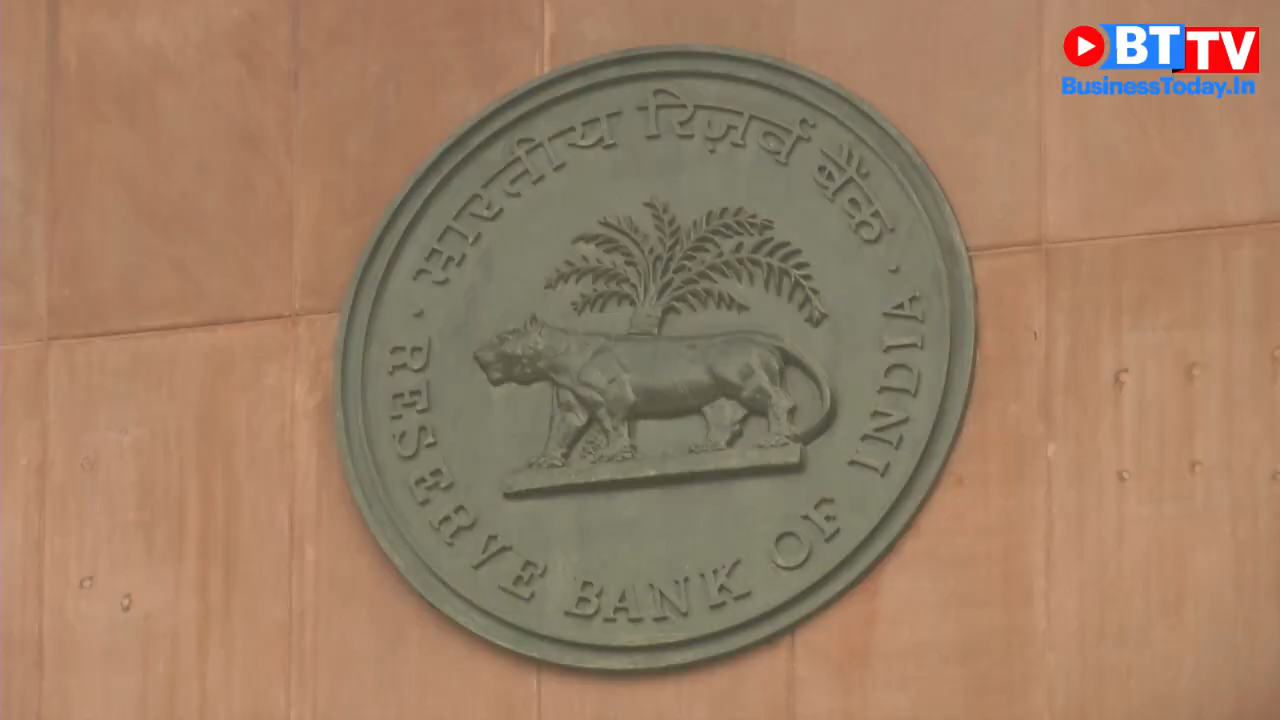 BT TV
BusinessToday.In
भारतीय रिज़र्व बैंक
RESERVE BANK OF INDIA